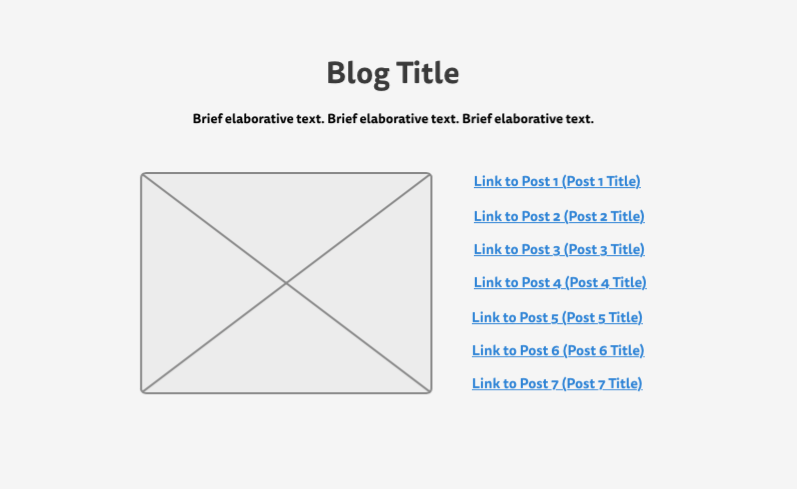 Blog Title
Brief elaborative text. Brief elaborative text. Brief elaborative text.
Link to Post 1 (Post 1 Title)
Link to Post 2 (Post 2 Title)
Link to Post 3 (Post 3 Title)
Link to Post 4 (Post 4 Title)
Link to Post 5 (Post 5 Title)
Link to Post 6 (Post 6 Title)
Link to Post 7 (Post 7 Title)